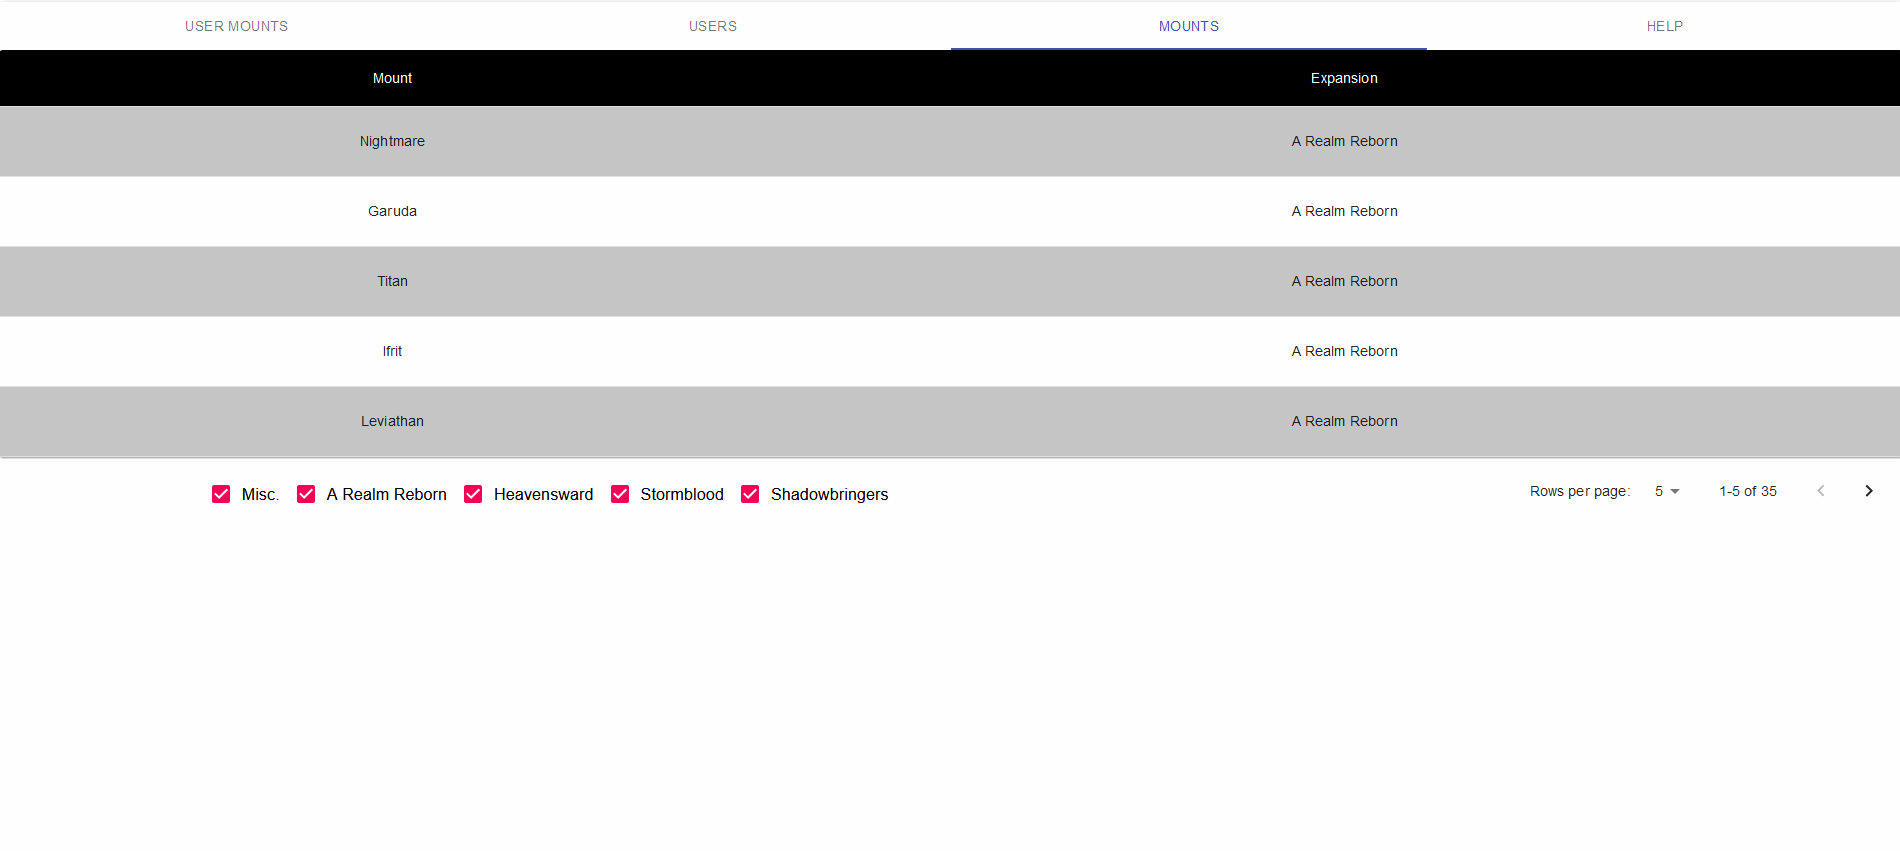 USER MOUNTS USERS MOUNTS HELP
Mount Expansion
Nightmare A Realm Reborn
Garuda A Realm Reborn
Titan A Realm Reborn
Ifrit A Realm Reborn
Leviathan A Realm Reborn
Misc. A Realm Reborn Heavensward Stormblood Shadowbringers Rows per page: 5 1-5 of 35